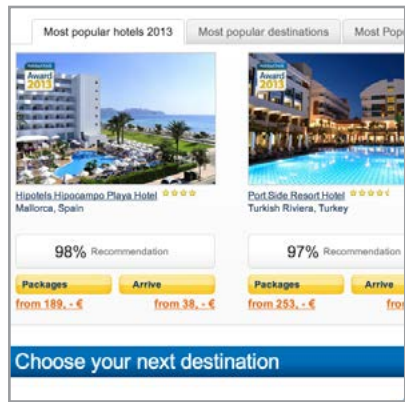 Most popular hotels 2013
Most popular destinations
Most Pop
Award
2013
Award
2013
Hipotels Hipocampo Playa Hotel
Mallorca, Spain
Port Side Resort Hotel
Turkish Riviera, Turkey
98% Recommendation
97% Recommendation
Packages
Arrive
Packages
Arrive
from 189, - €
from 38, - €
from 253, - €
fro
Choose your next destination